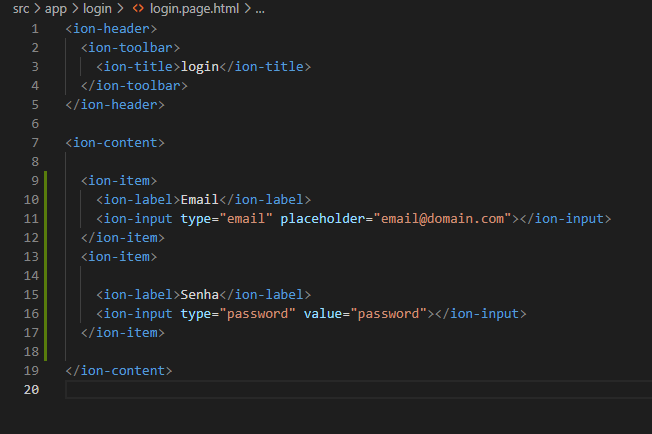 src > app > login > <> login.page.html > ...
1 <ion-header>
2 <ion-toolbar>
3 <ion-title>login</ion-title>
4 </ion-toolbar>
5 </ion-header>
6
7 <ion-content>
8
9 <ion-item>
10 <ion-label>Email</ion-label>
11 <ion-input type="email" placeholder="email@domain.com"></ion-input>
12 </ion-item>
13 <ion-item>
14
15 <ion-label>Senha</ion-label>
16 <ion-input type="password" value="password"></ion-input>
17 </ion-item>
18
19 </ion-content>
20